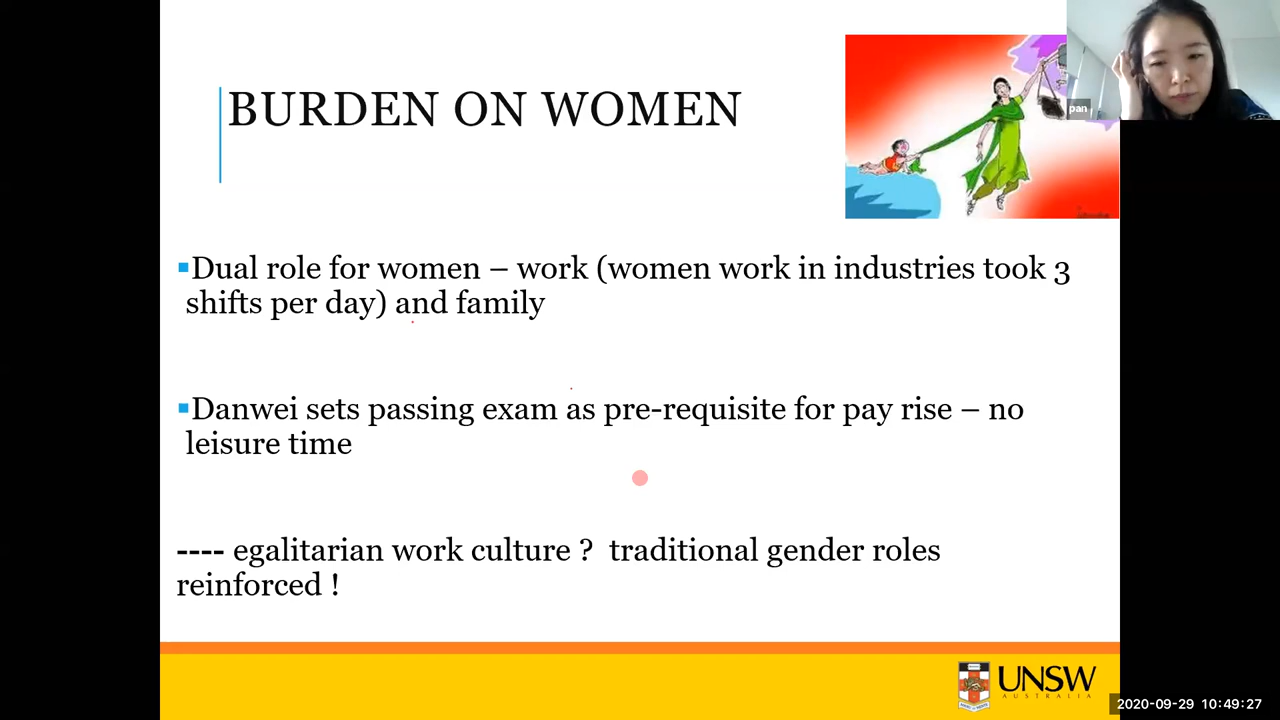 BURDEN ON WOMEN
pan
▪Dual role for women – work (women work in industries took 3
shifts per day) and family
▪Danwei sets passing exam as pre-requisite for pay rise – no
leisure time
---- egalitarian work culture ?  traditional gender roles
reinforced !
UNSW
AUSTRALIA
2020-09-29 10:49:27